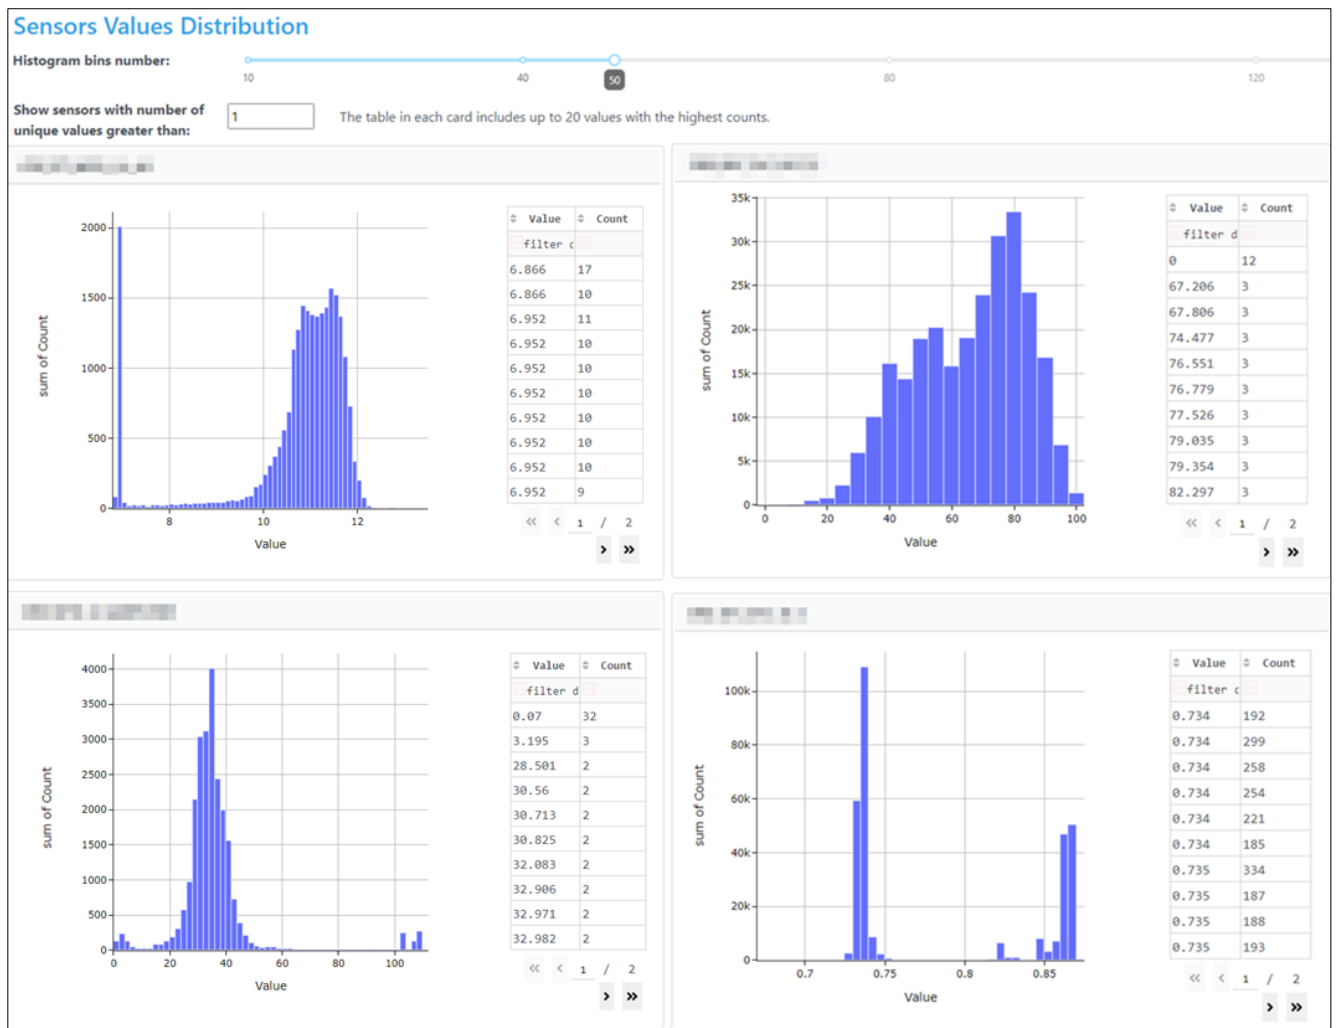 Sensors Values Distribution
Histogram bins number:
10 40 50 80 120
Show sensors with number of
unique values greater than:
1
The table in each card includes up to 20 values with the highest counts.
sum of Count
2000
1500
1000
500
0
8 10 12
Value
Value Count
filter d
6.866 17
6.866 10
6.952 11
6.952 10
6.952 10
6.952 10
6.952 10
6.952 10
6.952 10
6.952 9
<< < 1 / 2
> >>
sum of Count
35k
30k
25k
20k
15k
10k
5k
0
0 20 40 60 80 100
Value
Value Count
filter d
0 12
67.206 3
67.806 3
74.477 3
76.551 3
76.779 3
77.526 3
79.035 3
79.354 3
82.297 3
<< < 1 / 2
> >>
sum of Count
4000
3500
3000
2500
2000
1500
1000
500
0
0 20 40 60 80 100
Value
Value Count
filter d
0.07 32
3.195 3
28.501 2
30.56 2
30.713 2
30.825 2
32.083 2
32.906 2
32.971 2
32.982 2
<< < 1 / 2
> >>
sum of Count
100k
80k
60k
40k
20k
0
0.7 0.75 0.8 0.85
Value
Value Count
filter d
0.734 192
0.734 299
0.734 258
0.734 254
0.734 221
0.734 185
0.735 334
0.735 187
0.735 188
0.735 193
<< < 1 / 2
> >>